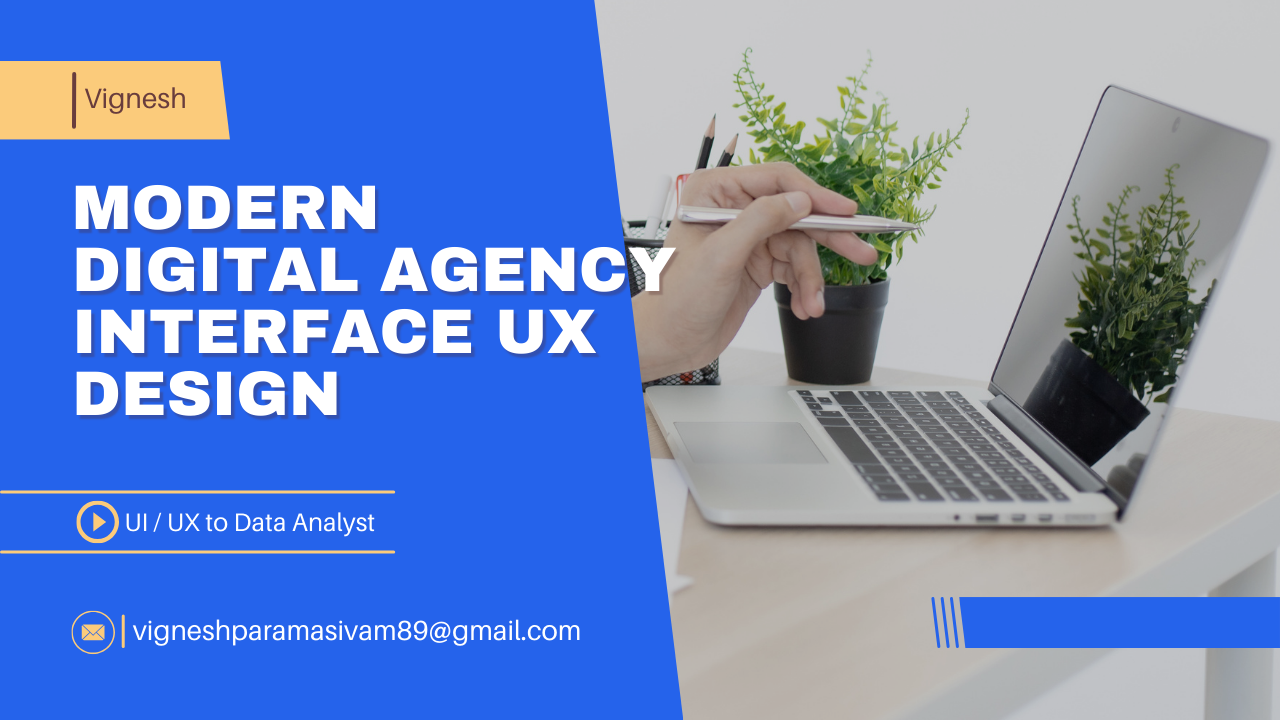 Vignesh
MODERN
DIGITAL AGENCY
INTERFACE UX
DESIGN
UI / UX to Data Analyst
vigneshparamasivam89@gmail.com